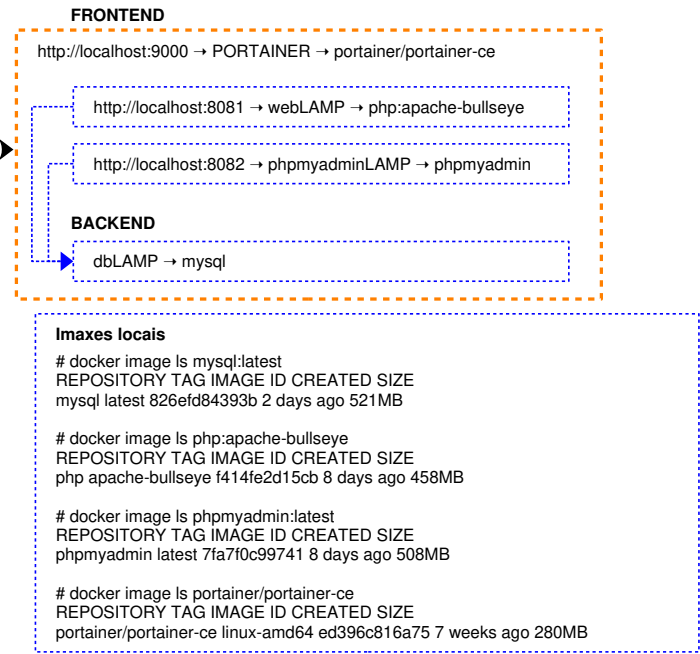 FRONTEND
http://localhost:9000 → PORTAINER → portainer/portainer-ce
http://localhost:8081 → webLAMP → php:apache-bullseye
http://localhost:8082 → phpmyadminLAMP → phpmyadmin
BACKEND
dbLAMP → mysql
Imaxes locais
# docker image ls mysql:latest
REPOSITORY TAG IMAGE ID CREATED SIZE
mysql latest 826efd84393b 2 days ago 521MB
# docker image ls php:apache-bullseye
REPOSITORY TAG IMAGE ID CREATED SIZE
php apache-bullseye f414fe2d15cb 8 days ago 458MB
# docker image ls phpmyadmin:latest
REPOSITORY TAG IMAGE ID CREATED SIZE
phpmyadmin latest 7fa7f0c99741 8 days ago 508MB
# docker image ls portainer/portainer-ce
REPOSITORY TAG IMAGE ID CREATED SIZE
portainer/portainer-ce linux-amd64 ed396c816a75 7 weeks ago 280MB